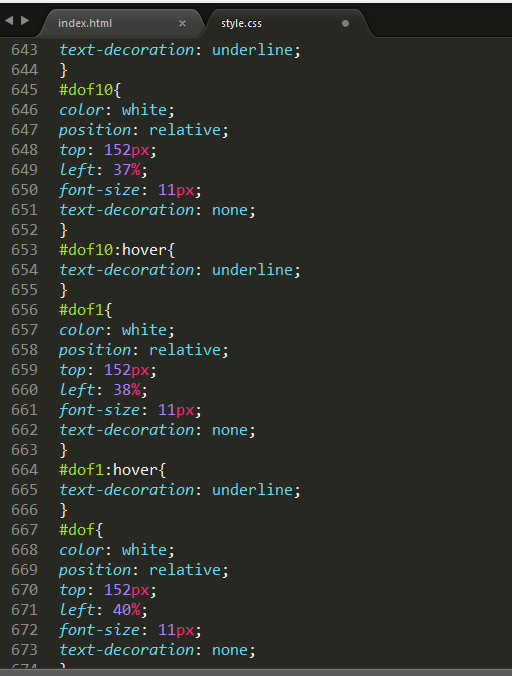 index.html × style.css
643 text-decoration: underline;
644 }
645 #dof10{
646 color: white;
647 position: relative;
648 top: 152px;
649 left: 37%;
650 font-size: 11px;
651 text-decoration: none;
652 }
653 #dof10:hover{
654 text-decoration: underline;
655 }
656 #dof1{
657 color: white;
658 position: relative;
659 top: 152px;
660 left: 38%;
661 font-size: 11px;
662 text-decoration: none;
663 }
664 #dof1:hover{
665 text-decoration: underline;
666 }
667 #dof{
668 color: white;
669 position: relative;
670 top: 152px;
671 left: 40%;
672 font-size: 11px;
673 text-decoration: none;
674 }